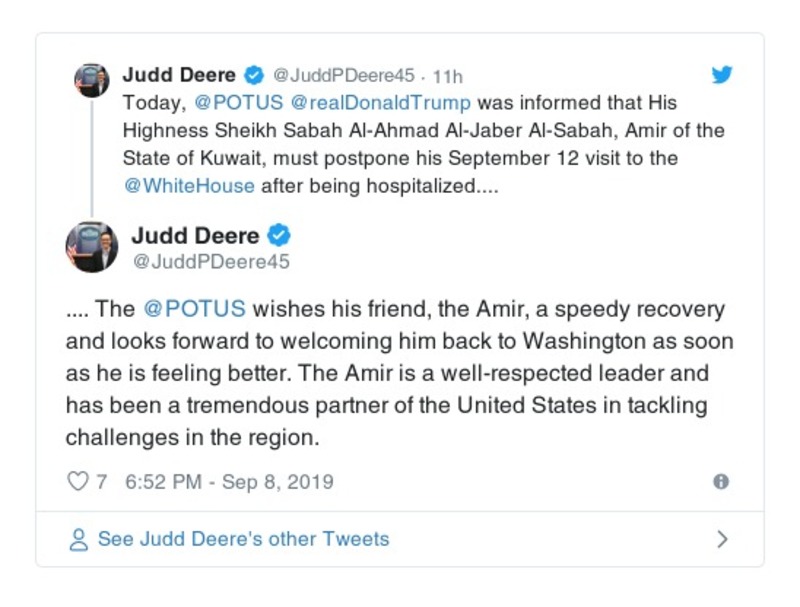 Judd Deere @JuddPDeere45 · 11h
Today, @POTUS @realDonaldTrump was informed that His
Highness Sheikh Sabah Al-Ahmad Al-Jaber Al-Sabah, Amir of the
State of Kuwait, must postpone his September 12 visit to the
@WhiteHouse after being hospitalized....
Judd Deere
@JuddPDeere45
.... The @POTUS wishes his friend, the Amir, a speedy recovery
and looks forward to welcoming him back to Washington as soon
as he is feeling better. The Amir is a well-respected leader and
has been a tremendous partner of the United States in tackling
challenges in the region.
7 6:52 PM - Sep 8, 2019
See Judd Deere's other Tweets